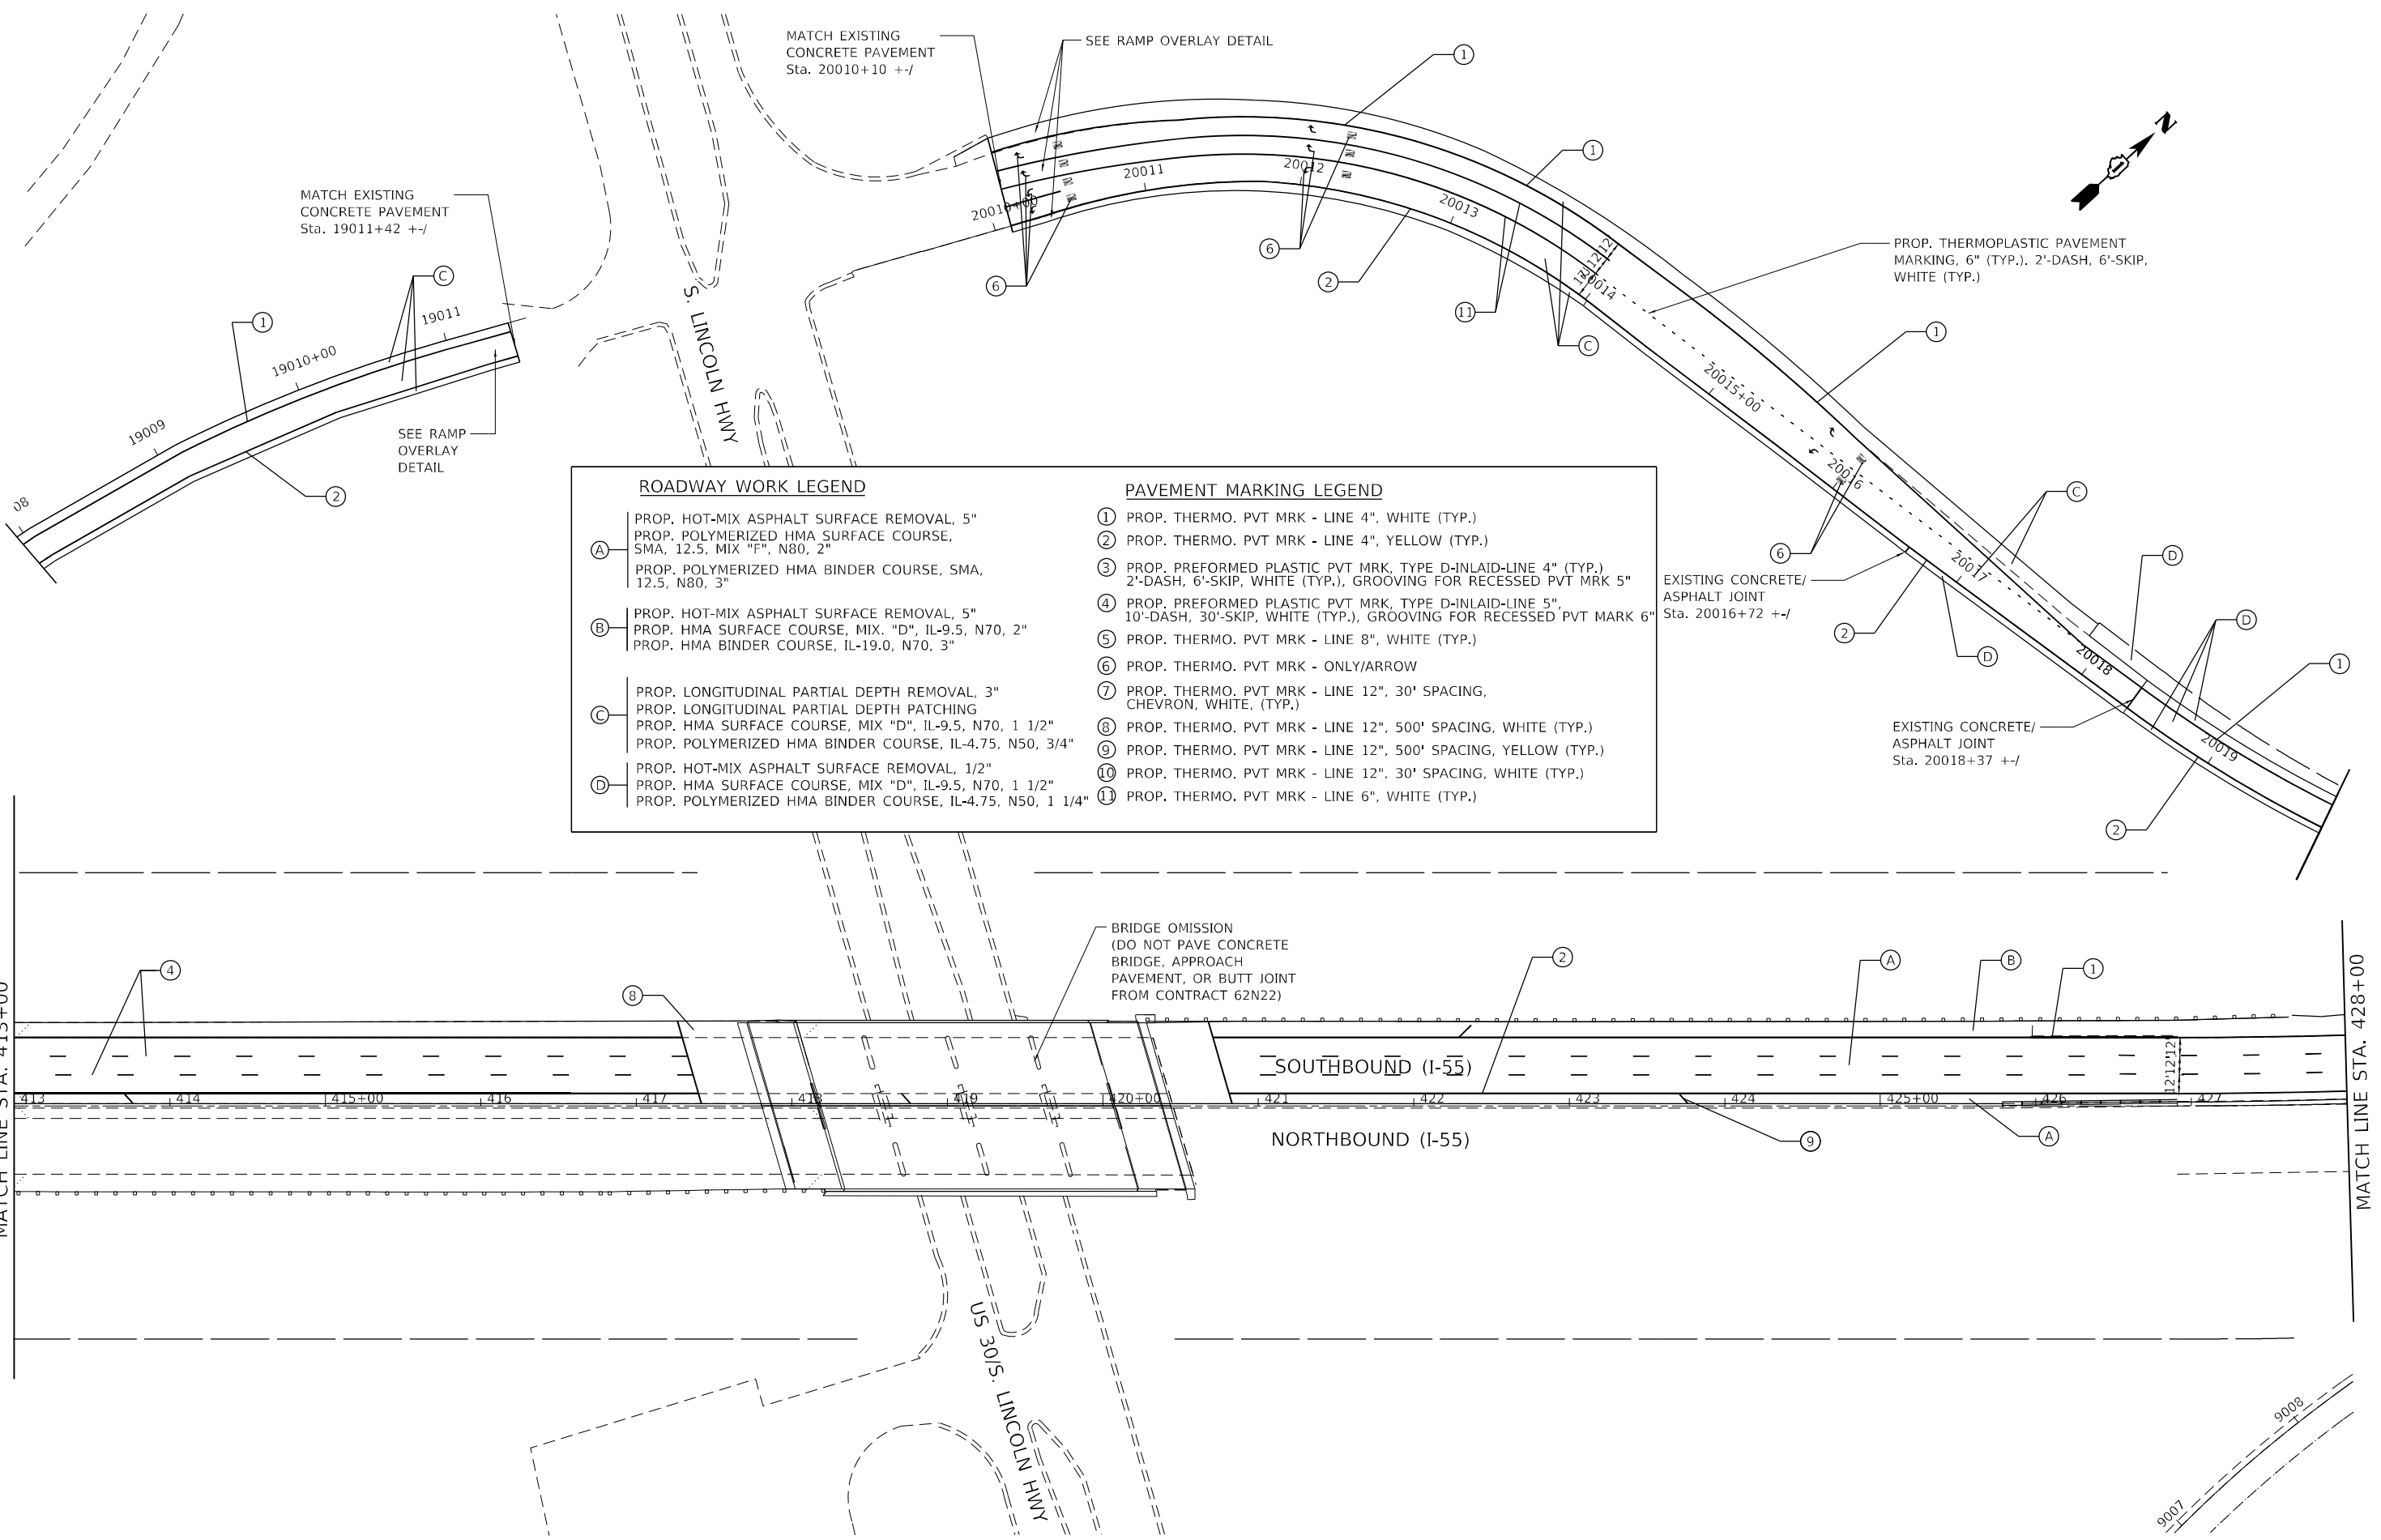 MATCH EXISTING
CONCRETE PAVEMENT
Sta. 20010+10 +-/
SEE RAMP OVERLAY DETAIL
1
1
N
MATCH EXISTING
CONCRETE PAVEMENT
Sta. 19011+42 +-/
C
1
19011
19010+00
19009
08
SEE RAMP
OVERLAY
DETAIL
2
S. LINCOLN HWY
20010+00
20011
20012
20013
20014
20015+00
20016
20017
20018
20019
6
6
2
11
C
12'12'12'
PROP. THERMOPLASTIC PAVEMENT
MARKING, 6" (TYP.). 2'-DASH, 6'-SKIP,
WHITE (TYP.)
1
C
6
D
D
EXISTING CONCRETE/
ASPHALT JOINT
Sta. 20016+72 +-/
2
D
1
EXISTING CONCRETE/
ASPHALT JOINT
Sta. 20018+37 +-/
2
ROADWAY WORK LEGEND
A
PROP. HOT-MIX ASPHALT SURFACE REMOVAL, 5"
PROP. POLYMERIZED HMA SURFACE COURSE,
SMA, 12.5, MIX "F", N80, 2"
PROP. POLYMERIZED HMA BINDER COURSE, SMA,
12.5, N80, 3"
B
PROP. HOT-MIX ASPHALT SURFACE REMOVAL, 5"
PROP. HMA SURFACE COURSE, MIX. "D", IL-9.5, N70, 2"
PROP. HMA BINDER COURSE, IL-19.0, N70, 3"
C
PROP. LONGITUDINAL PARTIAL DEPTH REMOVAL, 3"
PROP. LONGITUDINAL PARTIAL DEPTH PATCHING
PROP. HMA SURFACE COURSE, MIX "D", IL-9.5, N70, 1 1/2"
PROP. POLYMERIZED HMA BINDER COURSE, IL-4.75, N50, 3/4"
D
PROP. HOT-MIX ASPHALT SURFACE REMOVAL, 1/2"
PROP. HMA SURFACE COURSE, MIX "D", IL-9.5, N70, 1 1/2"
PROP. POLYMERIZED HMA BINDER COURSE, IL-4.75, N50, 1 1/4"
PAVEMENT MARKING LEGEND
1 PROP. THERMO. PVT MRK - LINE 4", WHITE (TYP.)
2 PROP. THERMO. PVT MRK - LINE 4", YELLOW (TYP.)
3 PROP. PREFORMED PLASTIC PVT MRK, TYPE D-INLAID-LINE 4" (TYP.)
2'-DASH, 6'-SKIP, WHITE (TYP.), GROOVING FOR RECESSED PVT MRK 5"
4 PROP. PREFORMED PLASTIC PVT MRK, TYPE D-INLAID-LINE 5",
10'-DASH, 30'-SKIP, WHITE (TYP.), GROOVING FOR RECESSED PVT MARK 6"
5 PROP. THERMO. PVT MRK - LINE 8", WHITE (TYP.)
6 PROP. THERMO. PVT MRK - ONLY/ARROW
7 PROP. THERMO. PVT MRK - LINE 12", 30' SPACING,
CHEVRON, WHITE, (TYP.)
8 PROP. THERMO. PVT MRK - LINE 12", 500' SPACING, WHITE (TYP.)
9 PROP. THERMO. PVT MRK - LINE 12", 500' SPACING, YELLOW (TYP.)
10 PROP. THERMO. PVT MRK - LINE 12". 30' SPACING, WHITE (TYP.)
11 PROP. THERMO. PVT MRK - LINE 6", WHITE (TYP.)
BRIDGE OMISSION
(DO NOT PAVE CONCRETE
BRIDGE, APPROACH
PAVEMENT, OR BUTT JOINT
FROM CONTRACT 62N22)
4
8
2
A
B
1
MATCH LINE STA. 413+00
MATCH LINE STA. 428+00
SOUTHBOUND (I-55)
12'12'12'
413
414
415+00
416
417
418
419
420+00
421
422
423
424
425+00
426
427
NORTHBOUND (I-55)
9
A
US 30/S. LINCOLN HWY
9008
9007